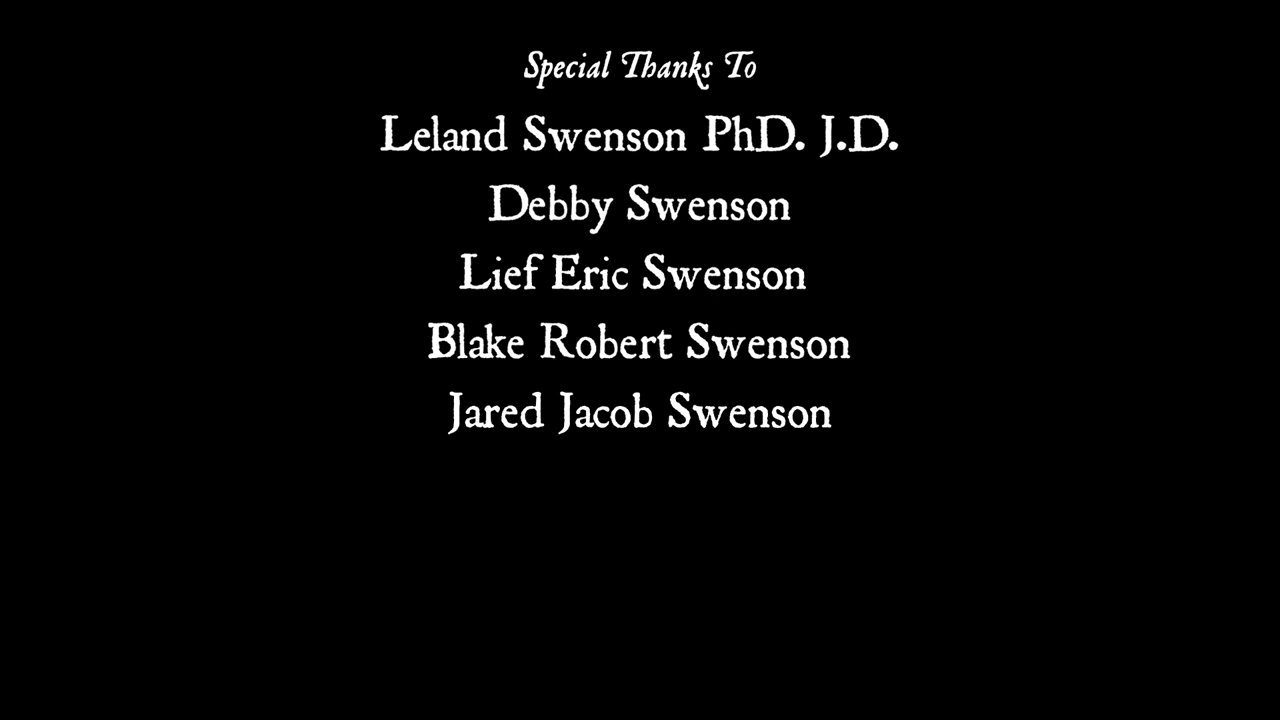 Special Thanks To
Leland Swenson PhD. J.D.
Debby Swenson
Lief Eric Swenson
Blake Robert Swenson
Jared Jacob Swenson